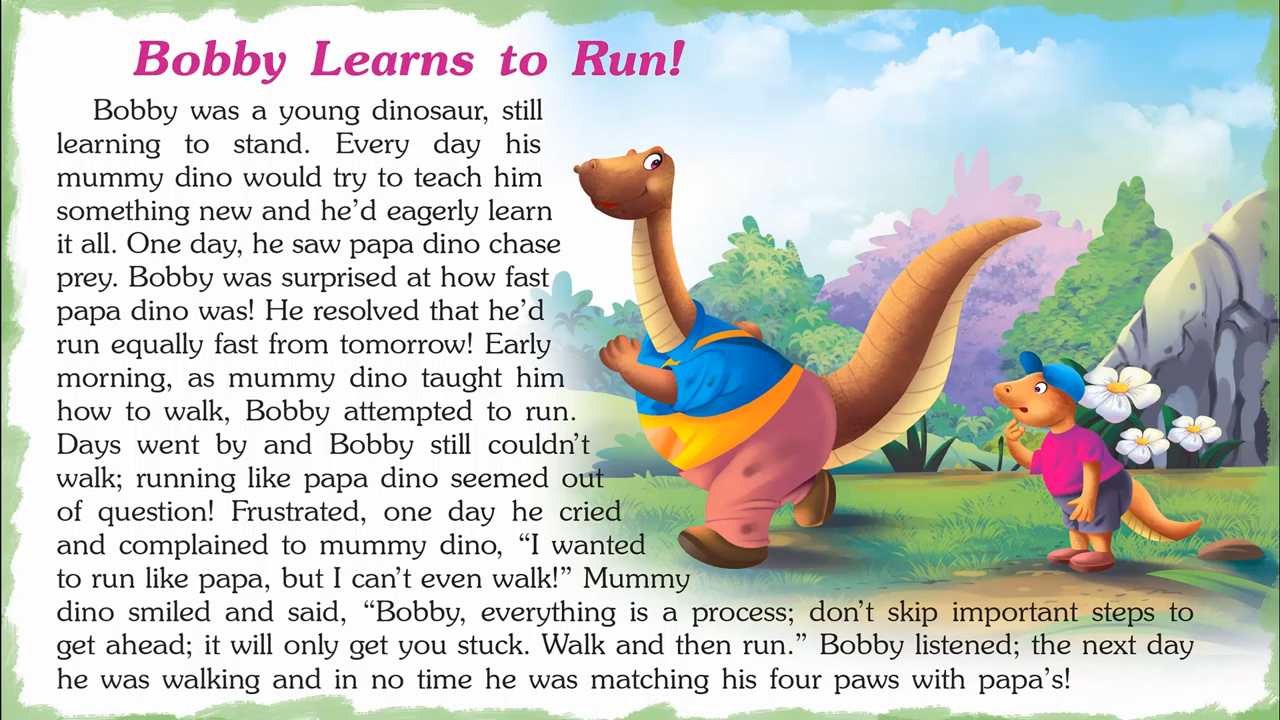 Bobby Learns to Run!
Bobby was a young dinosaur, still
learning to stand. Every day his
mummy dino would try to teach him
something new and he’d eagerly learn
it all. One day, he saw papa dino chase
prey. Bobby was surprised at how fast
papa dino was! He resolved that he’d
run equally fast from tomorrow! Early
morning, as mummy dino taught him
how to walk, Bobby attempted to run.
Days went by and Bobby still couldn’t
walk; running like papa dino seemed out
of question! Frustrated, one day he cried
and complained to mummy dino, “I wanted
to run like papa, but I can’t even walk!” Mummy
dino smiled and said, “Bobby, everything is a process; don’t skip important steps to
get ahead; it will only get you stuck. Walk and then run.” Bobby listened; the next day
he was walking and in no time he was matching his four paws with papa’s!